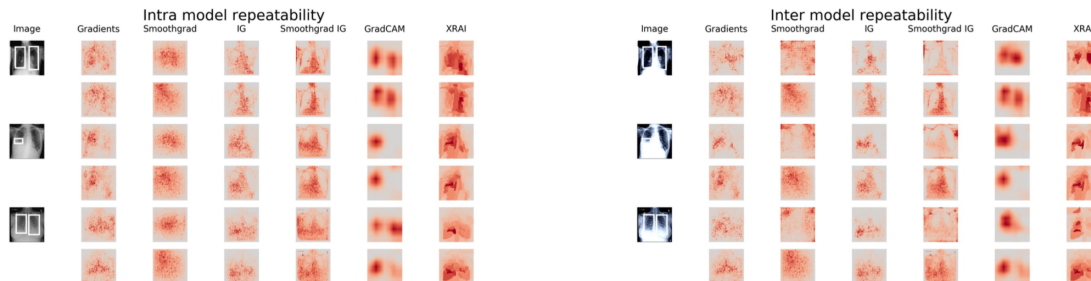 Intra model repeatability
Image Gradients Smoothgrad IG Smoothgrad IG GradCAM XRAI
Inter model repeatability
Image Gradients Smoothgrad IG Smoothgrad IG GradCAM XRA